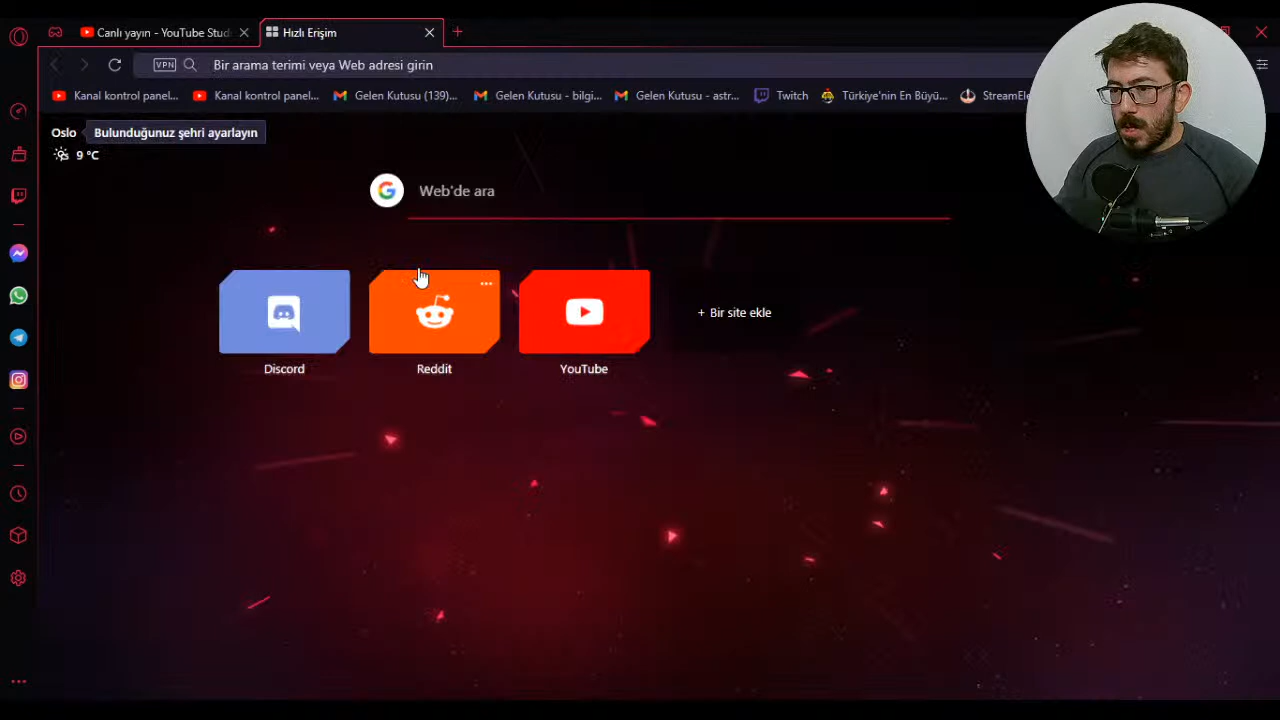 Canlı yayın - YouTube Stud
Hızlı Erişim
VPN
Bir arama terimi veya Web adresi girin
Kanal kontrol panel...
Kanal kontrol panel...
Gelen Kutusu (139)...
Gelen Kutusu - bilgi...
Gelen Kutusu - astr...
Twitch
Türkiye'nin En Büyü...
StreamEle
Oslo
Bulunduğunuz şehri ayarlayın
9 °C
Web'de ara
+ Bir site ekle
Discord
Reddit
YouTube